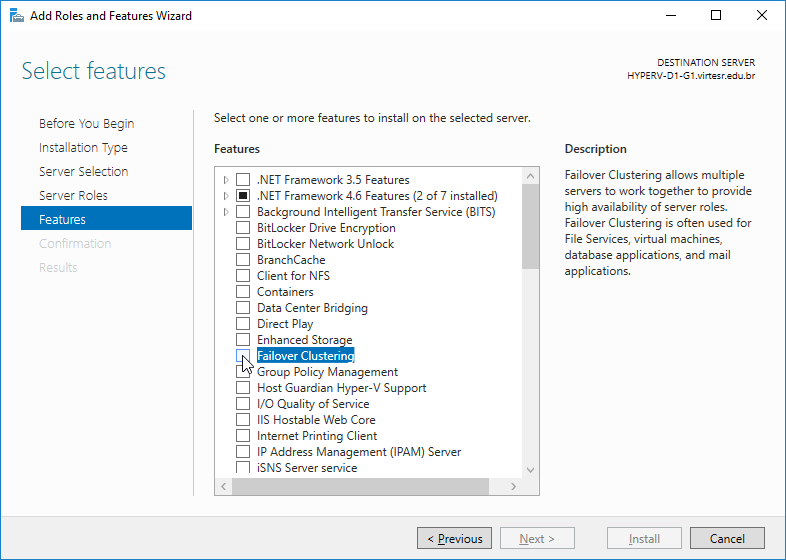 Add Roles and Features Wizard
Select features
DESTINATION SERVER
HYPERV-D1-G1.virtesr.edu.br
Before You Begin
Installation Type
Server Selection
Server Roles
Features
Confirmation
Results
Select one or more features to install on the selected server.
Features
.NET Framework 3.5 Features
.NET Framework 4.6 Features (2 of 7 installed)
Background Intelligent Transfer Service (BITS)
BitLocker Drive Encryption
BitLocker Network Unlock
BranchCache
Client for NFS
Containers
Data Center Bridging
Direct Play
Enhanced Storage
Failover Clustering
Group Policy Management
Host Guardian Hyper-V Support
I/O Quality of Service
IIS Hostable Web Core
Internet Printing Client
IP Address Management (IPAM) Server
iSNS Server service
Description
Failover Clustering allows multiple
servers to work together to provide
high availability of server roles.
Failover Clustering is often used for
File Services, virtual machines,
database applications, and mail
applications.
< Previous
Next >
Install
Cancel